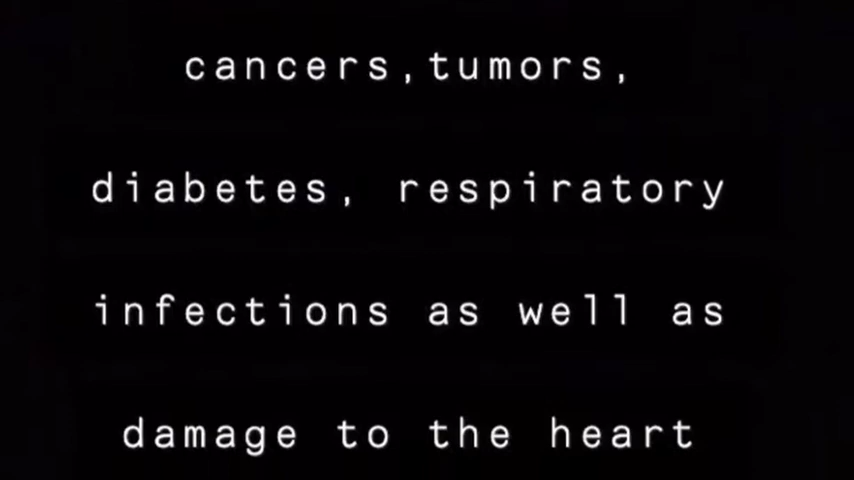 cancers,tumors,
diabetes, respiratory
infections as well as
damage to the heart